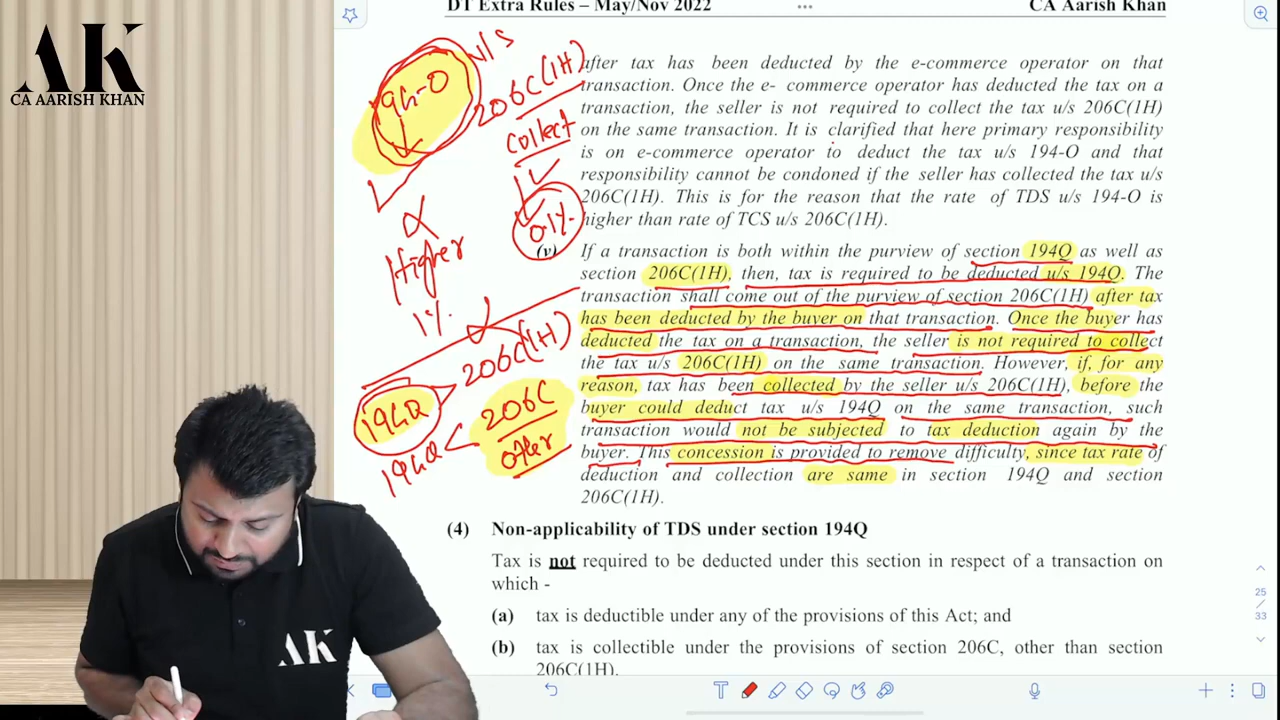 DT Extra Rules – May/Nov 2022
CA Aarish Khan
AK
CA AARISH KHAN
194-O
v/s
206C(1H)
collect
0.1%
Higher
1%
206C(1H)
194Q
206C
other
194Q
after tax has been deducted by the e-commerce operator on that
transaction. Once the e- commerce operator has deducted the tax on a
transaction, the seller is not required to collect the tax u/s 206C(1H)
on the same transaction. It is clarified that here primary responsibility
is on e-commerce operator to deduct the tax u/s 194-O and that
responsibility cannot be condoned if the seller has collected the tax u/s
206C(1H). This is for the reason that the rate of TDS u/s 194-O is
higher than rate of TCS u/s 206C(1H).
(v) If a transaction is both within the purview of section 194Q as well as
section 206C(1H), then, tax is required to be deducted u/s 194Q. The
transaction shall come out of the purview of section 206C(1H) after tax
has been deducted by the buyer on that transaction. Once the buyer has
deducted the tax on a transaction, the seller is not required to collect
the tax u/s 206C(1H) on the same transaction. However, if, for any
reason, tax has been collected by the seller u/s 206C(1H), before the
buyer could deduct tax u/s 194Q on the same transaction, such
transaction would not be subjected to tax deduction again by the
buyer. This concession is provided to remove difficulty, since tax rate of
deduction and collection are same in section 194Q and section
206C(1H).
(4) Non-applicability of TDS under section 194Q
Tax is not required to be deducted under this section in respect of a transaction on
which -
(a) tax is deductible under any of the provisions of this Act; and
(b) tax is collectible under the provisions of section 206C, other than section
206C(1H).
25
33
AK